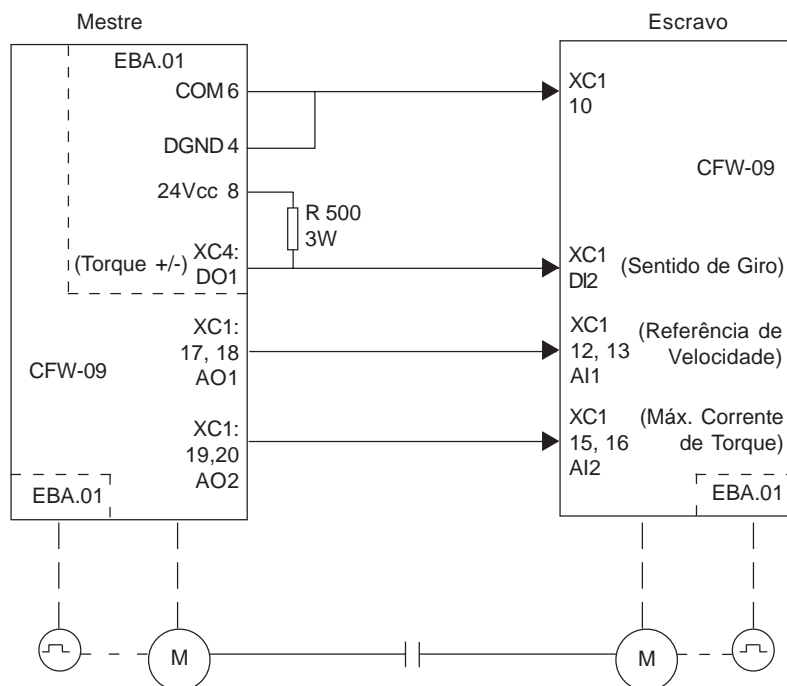 Mestre
EBA.01
COM 6
DGND 4
24Vcc 8
R 500
3W
(Torque +/-)
XC4:
DO1
XC1:
17, 18
AO1
CFW-09
XC1:
19,20
AO2
EBA.01
M
Escravo
XC1
10
CFW-09
XC1
DI2
(Sentido de Giro)
XC1
12, 13
AI1
(Referência de
Velocidade)
XC1
15, 16
AI2
(Máx. Corrente
de Torque)
EBA.01
M